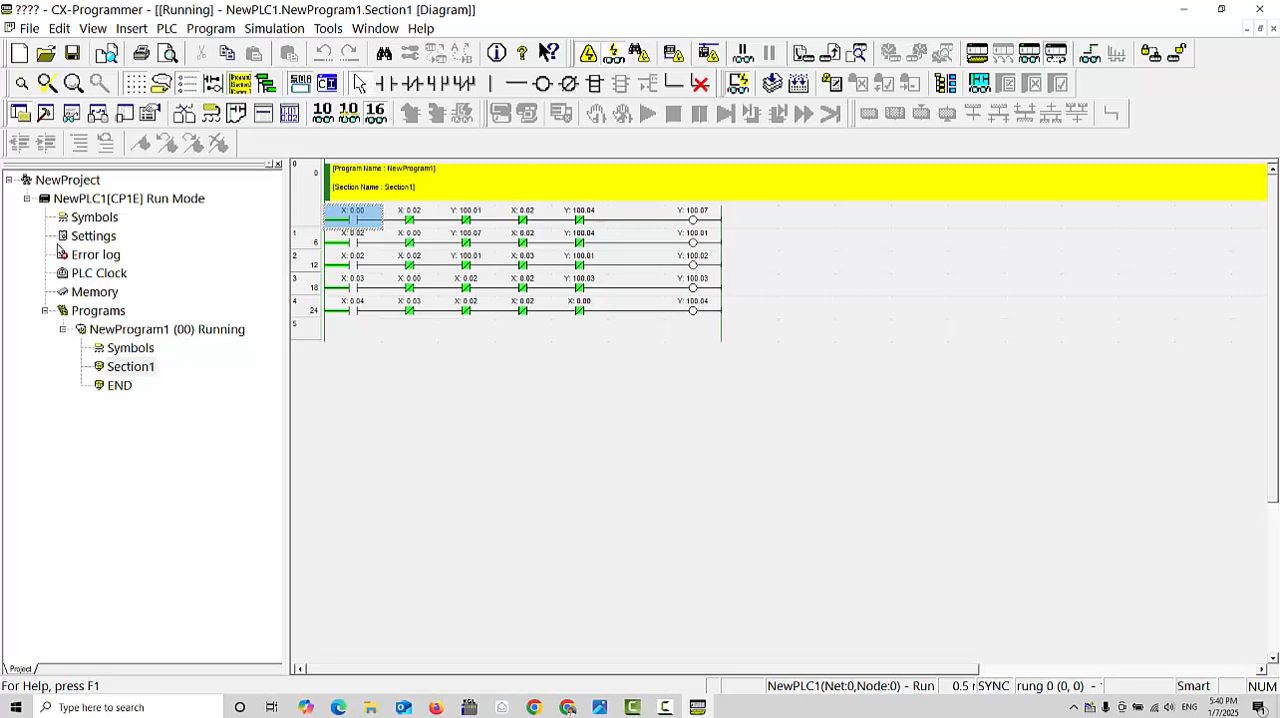 ???? - CX-Programmer - [[Running] - NewPLC1.NewProgram1.Section1 [Diagram]]
File Edit View Insert PLC Program Simulation Tools Window Help
10 10 16
NewProject
NewPLC1[CP1E] Run Mode
Symbols
Settings
Error log
PLC Clock
Memory
Programs
NewProgram1 (00) Running
Symbols
Section1
END
Project
0
0
[Program Name : NewProgram1]
[Section Name : Section1]
X: 0.00 X: 0.02 Y: 100.01 X: 0.02 Y: 100.04 Y: 100.07
1
6
X: 0.02 X: 0.00 Y: 100.07 X: 0.02 Y: 100.04 Y: 100.01
2
12
X: 0.02 X: 0.02 Y: 100.01 X: 0.03 Y: 100.01 Y: 100.02
3
18
X: 0.03 X: 0.00 X: 0.02 X: 0.02 Y: 100.03 Y: 100.03
4
24
X: 0.04 X: 0.03 X: 0.02 X: 0.02 X: 0.00 Y: 100.04
5
For Help, press F1
NewPLC1(Net:0,Node:0) - Run 0.5 SYNC rung 0 (0, 0) - Smart NUM
Type here to search
ENG
5:40 PM
1/7/2025